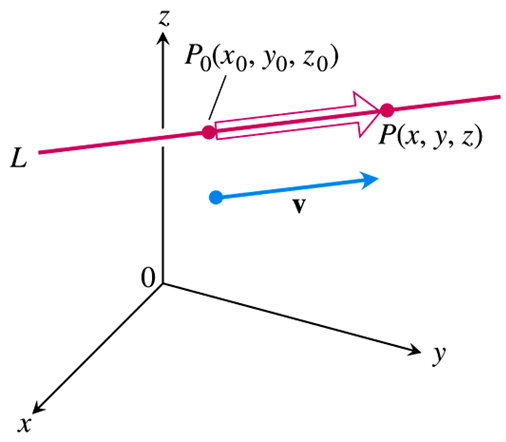 z
P₀(x₀, y₀, z₀)
L
P(x, y, z)
v
0
y
x